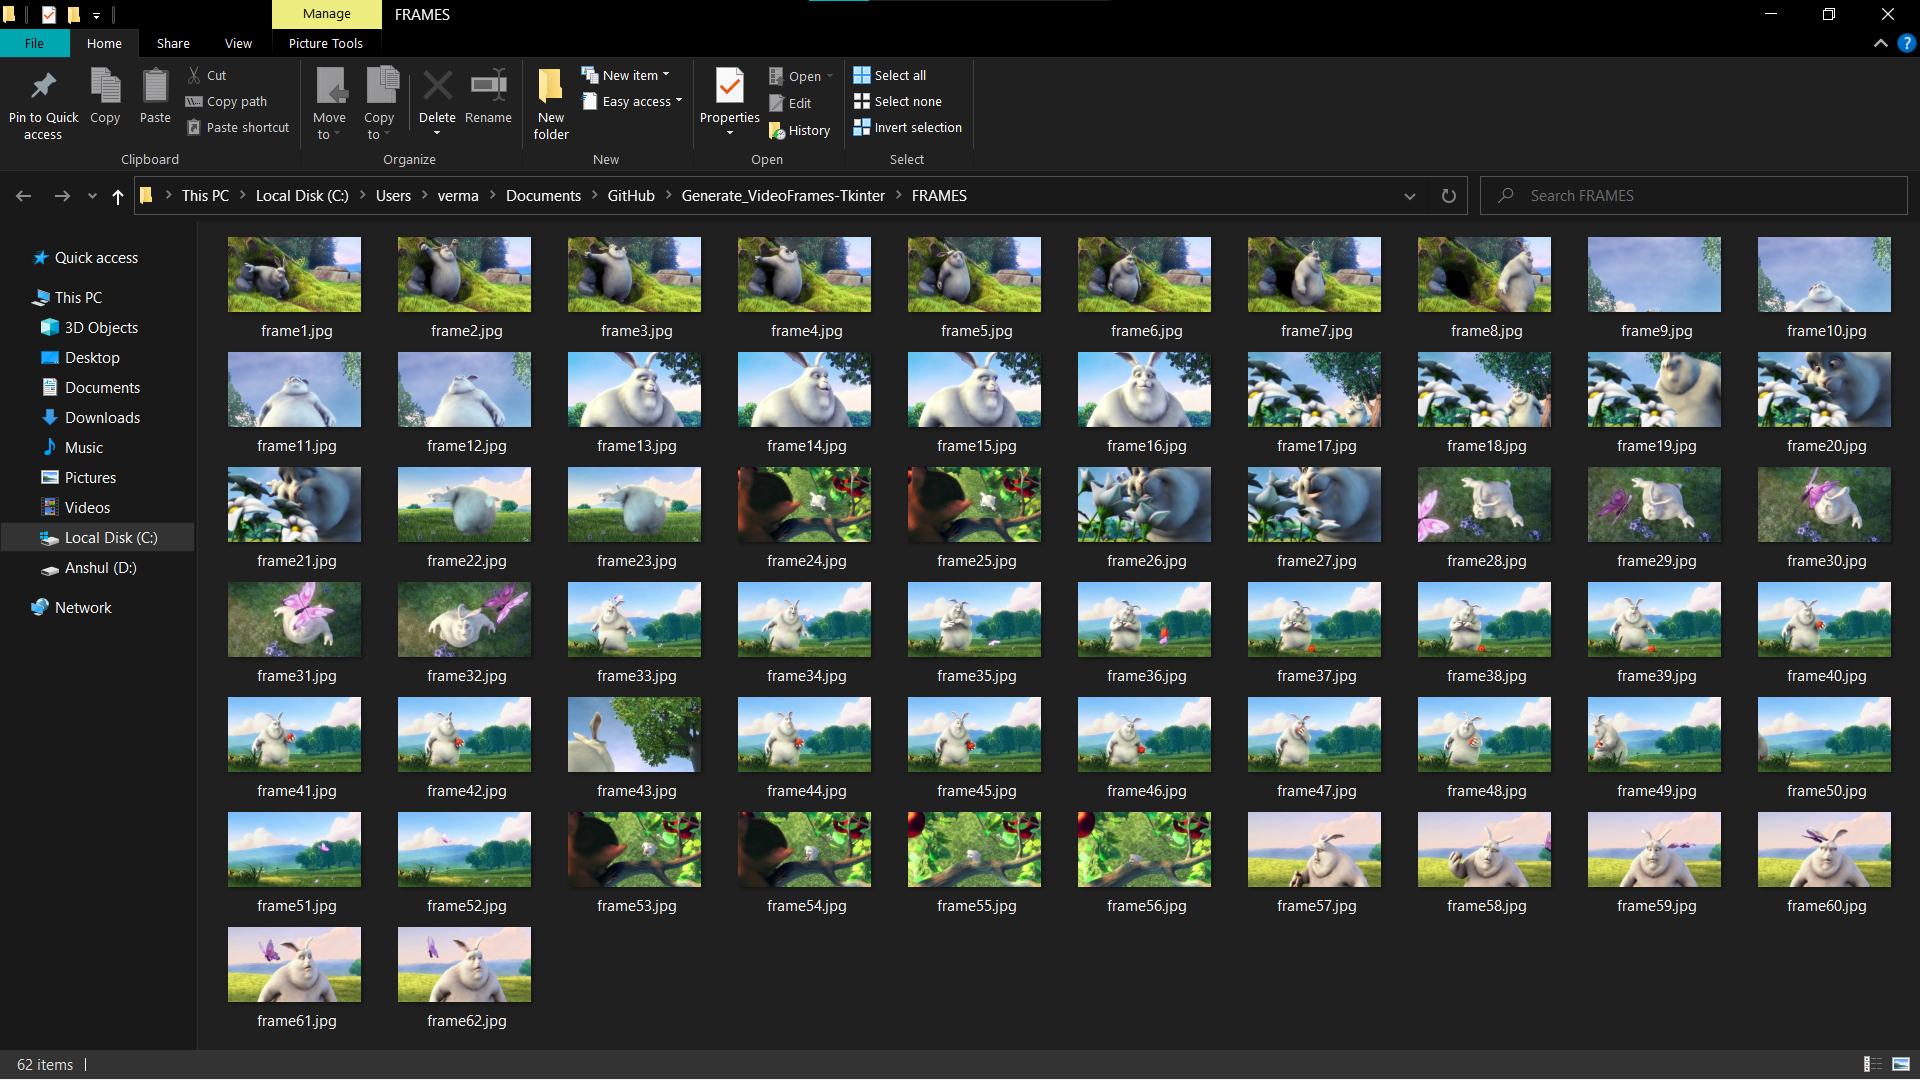 Manage
FRAMES
File
Home
Share
View
Picture Tools
Pin to Quick access
Copy
Paste
Cut
Copy path
Paste shortcut
Clipboard
Move to
Copy to
Delete
Rename
Organize
New folder
New item
Easy access
New
Properties
Open
Edit
History
Open
Select all
Select none
Invert selection
Select
This PC
Local Disk (C:)
Users
verma
Documents
GitHub
Generate_VideoFrames-Tkinter
FRAMES
Search FRAMES
Quick access
This PC
3D Objects
Desktop
Documents
Downloads
Music
Pictures
Videos
Local Disk (C:)
Anshul (D:)
Network
frame1.jpg
frame2.jpg
frame3.jpg
frame4.jpg
frame5.jpg
frame6.jpg
frame7.jpg
frame8.jpg
frame9.jpg
frame10.jpg
frame11.jpg
frame12.jpg
frame13.jpg
frame14.jpg
frame15.jpg
frame16.jpg
frame17.jpg
frame18.jpg
frame19.jpg
frame20.jpg
frame21.jpg
frame22.jpg
frame23.jpg
frame24.jpg
frame25.jpg
frame26.jpg
frame27.jpg
frame28.jpg
frame29.jpg
frame30.jpg
frame31.jpg
frame32.jpg
frame33.jpg
frame34.jpg
frame35.jpg
frame36.jpg
frame37.jpg
frame38.jpg
frame39.jpg
frame40.jpg
frame41.jpg
frame42.jpg
frame43.jpg
frame44.jpg
frame45.jpg
frame46.jpg
frame47.jpg
frame48.jpg
frame49.jpg
frame50.jpg
frame51.jpg
frame52.jpg
frame53.jpg
frame54.jpg
frame55.jpg
frame56.jpg
frame57.jpg
frame58.jpg
frame59.jpg
frame60.jpg
frame61.jpg
frame62.jpg
62 items